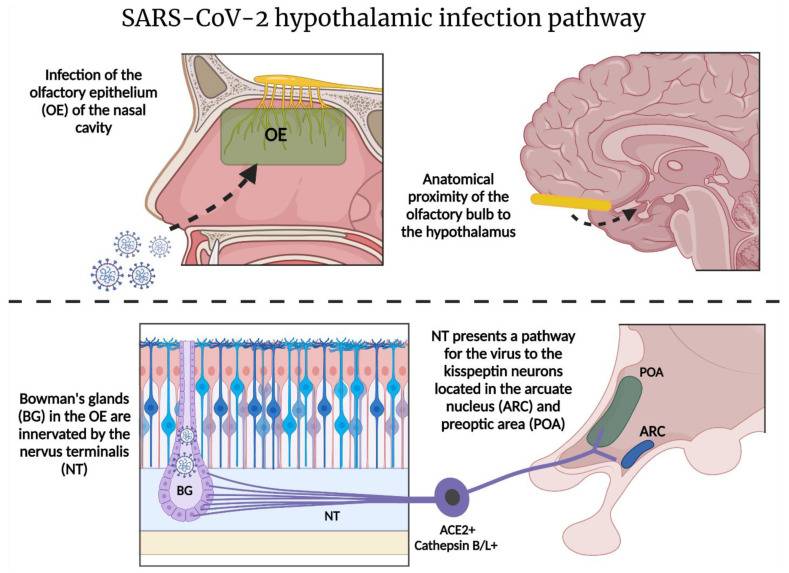 SARS-CoV-2 hypothalamic infection pathway
Infection of the
olfactory epithelium
(OE) of the nasal
cavity
OE
Anatomical
proximity of the
olfactory bulb to
the hypothalamus
Bowman's glands
(BG) in the OE are
innervated by the
nervus terminalis
(NT)
BG
NT
NT presents a pathway
for the virus to the
kisspeptin neurons
located in the arcuate
nucleus (ARC) and
preoptic area (POA)
POA
ARC
ACE2+
Cathepsin B/L+